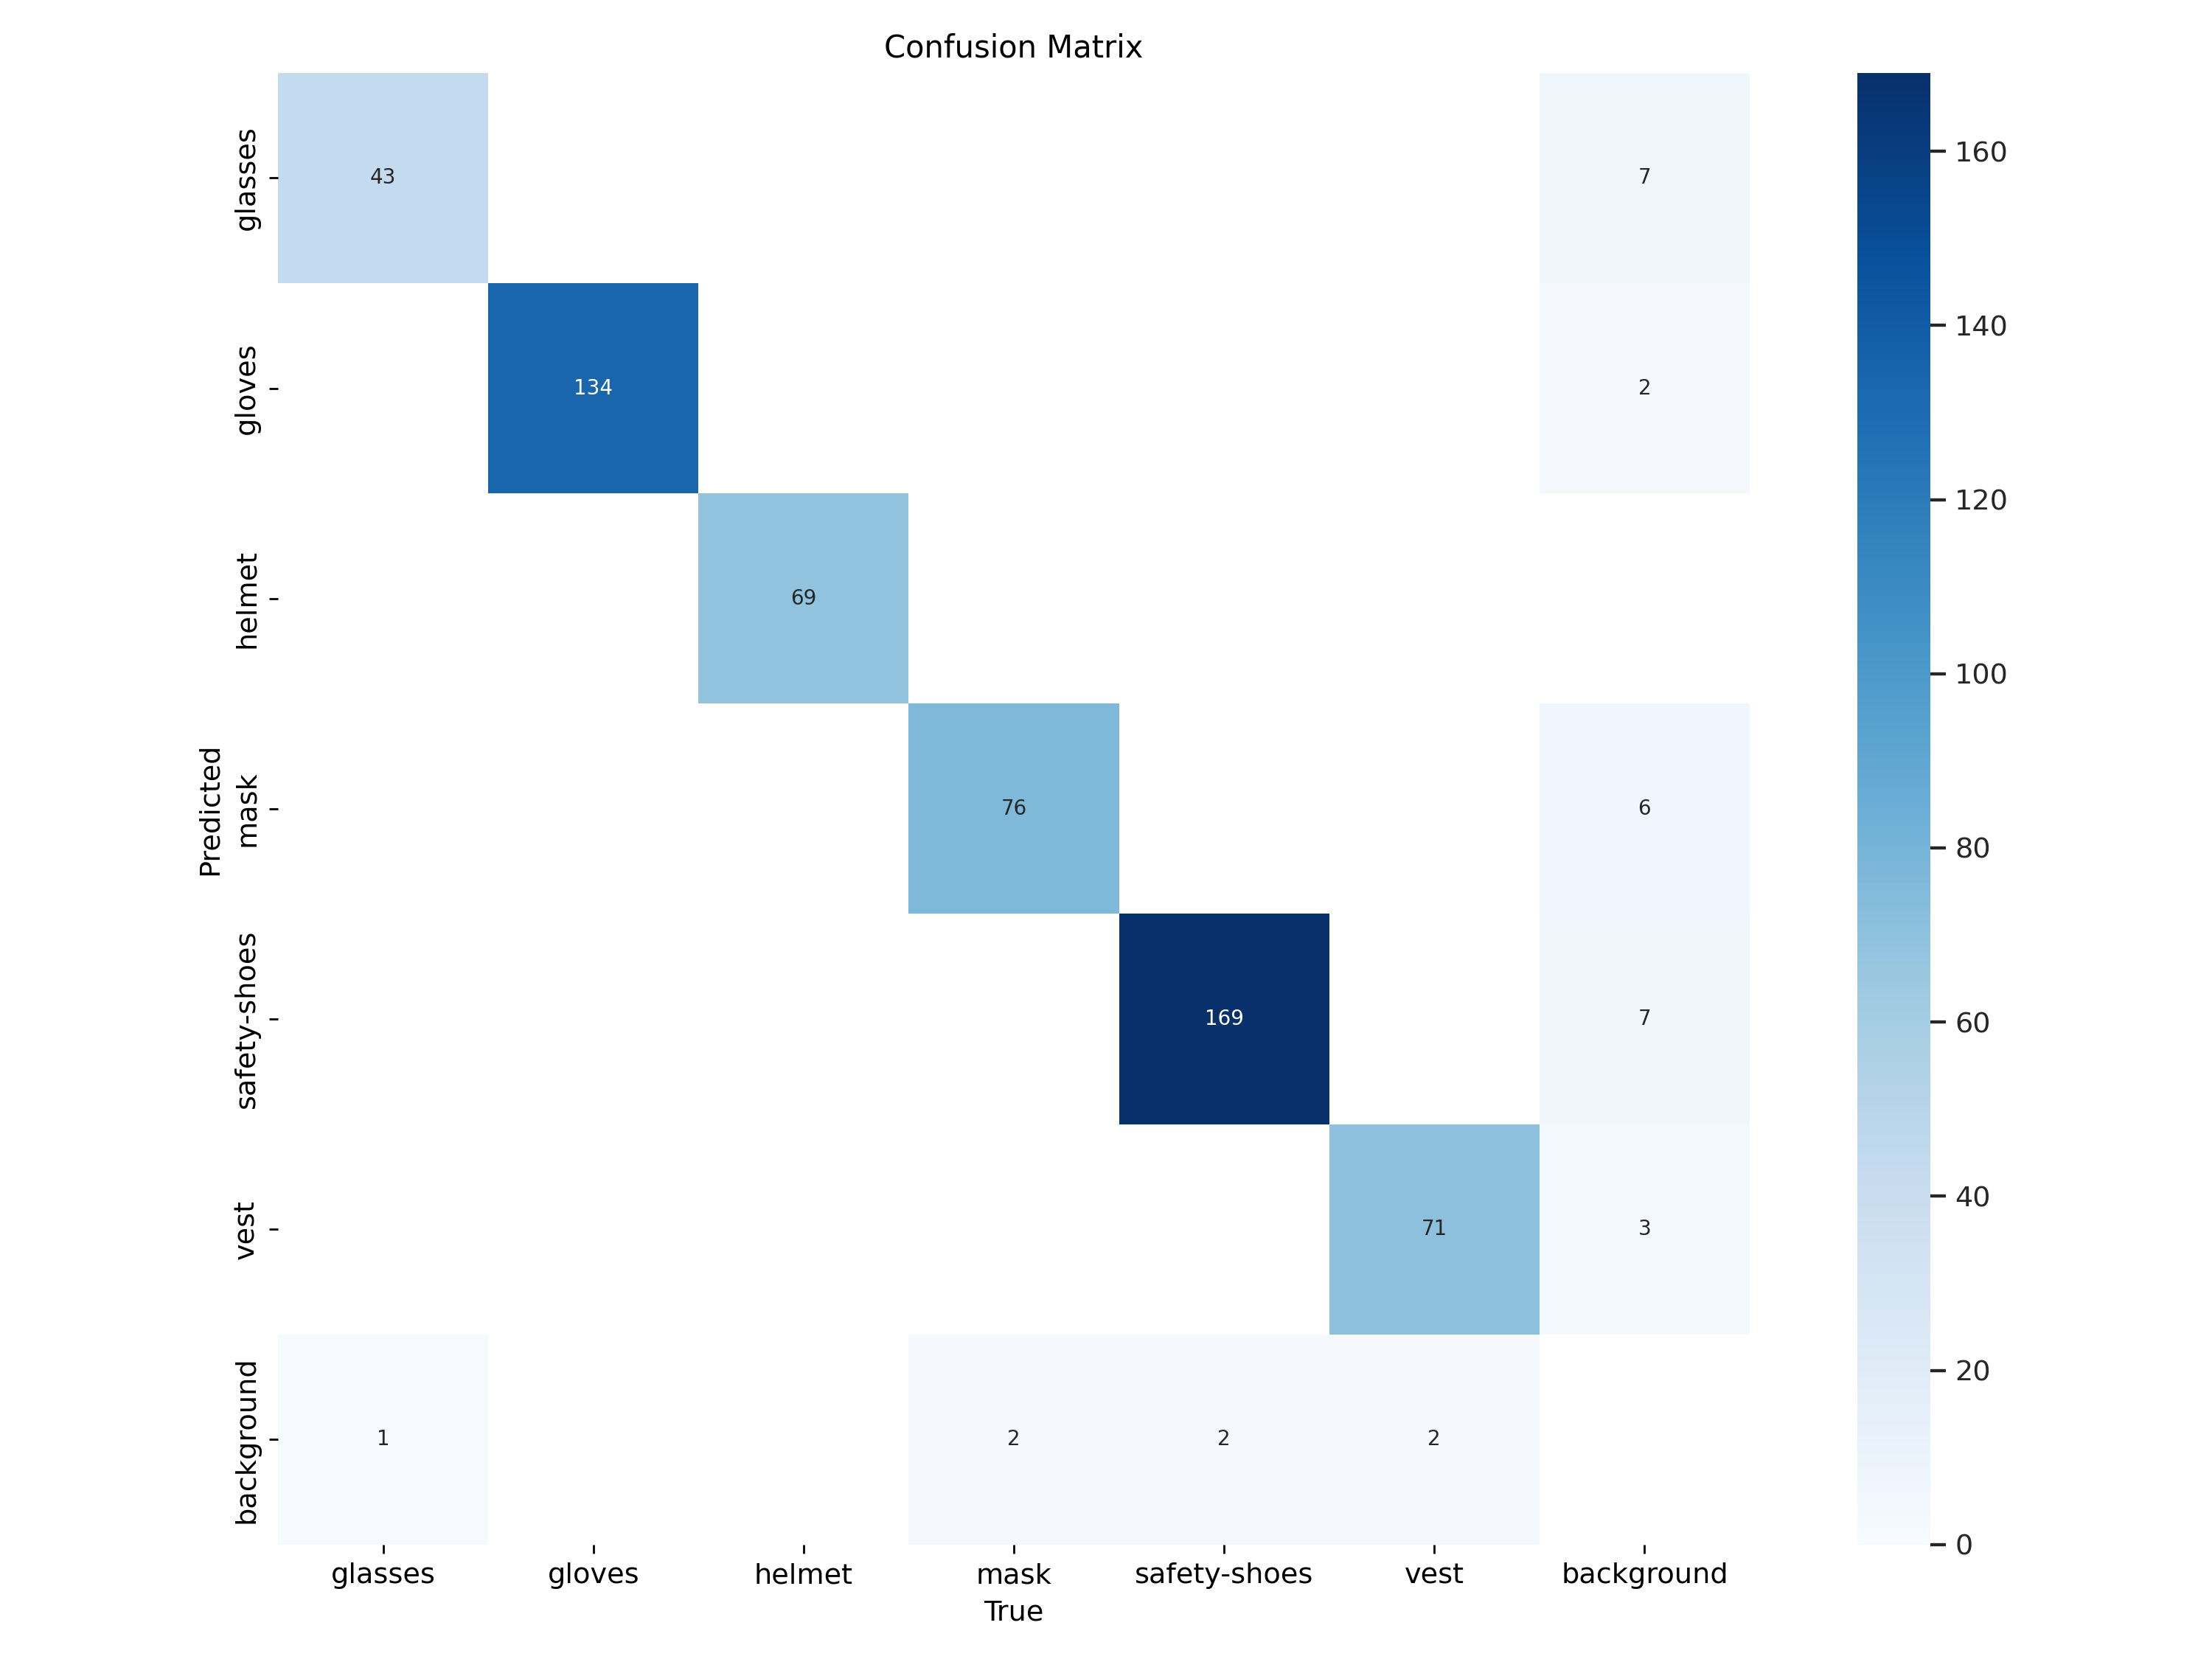 Confusion Matrix
glasses
43
7
gloves
134
2
helmet
69
Predicted
mask
76
6
safety-shoes
169
7
vest
71
3
background
1
2
2
2
glasses
gloves
helmet
mask
safety-shoes
vest
background
True
160
140
120
100
80
60
40
20
0